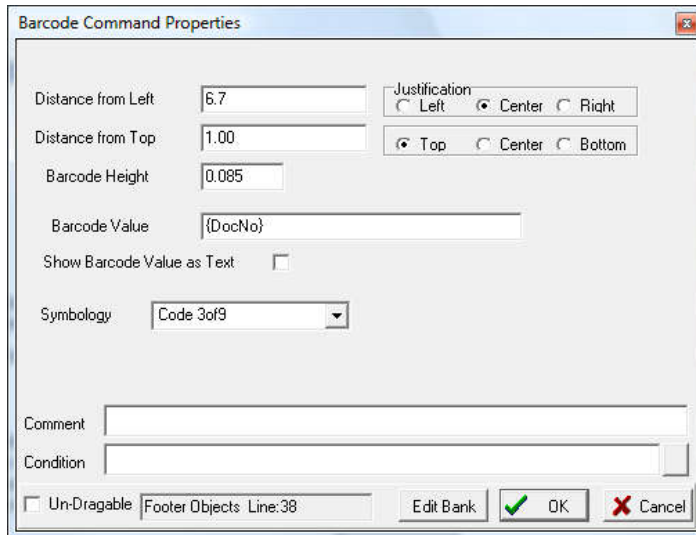 Barcode Command Properties
Distance from Left 6.7 Justification Left Center Right
Distance from Top 1.00 Top Center Bottom
Barcode Height 0.085
Barcode Value {DocNo}
Show Barcode Value as Text
Symbology Code 3of9
Comment
Condition
Un-Dragable Footer Objects Line:38 Edit Bank OK Cancel